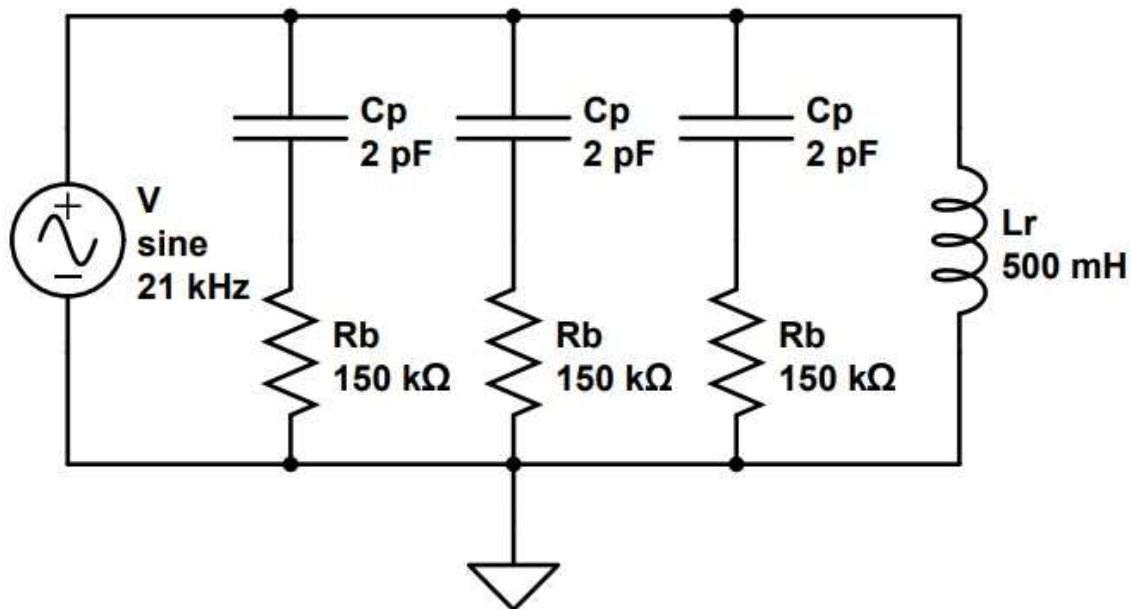 V
sine
21 kHz
Cp
2 pF
Cp
2 pF
Cp
2 pF
Rb
150 kΩ
Rb
150 kΩ
Rb
150 kΩ
Lr
500 mH